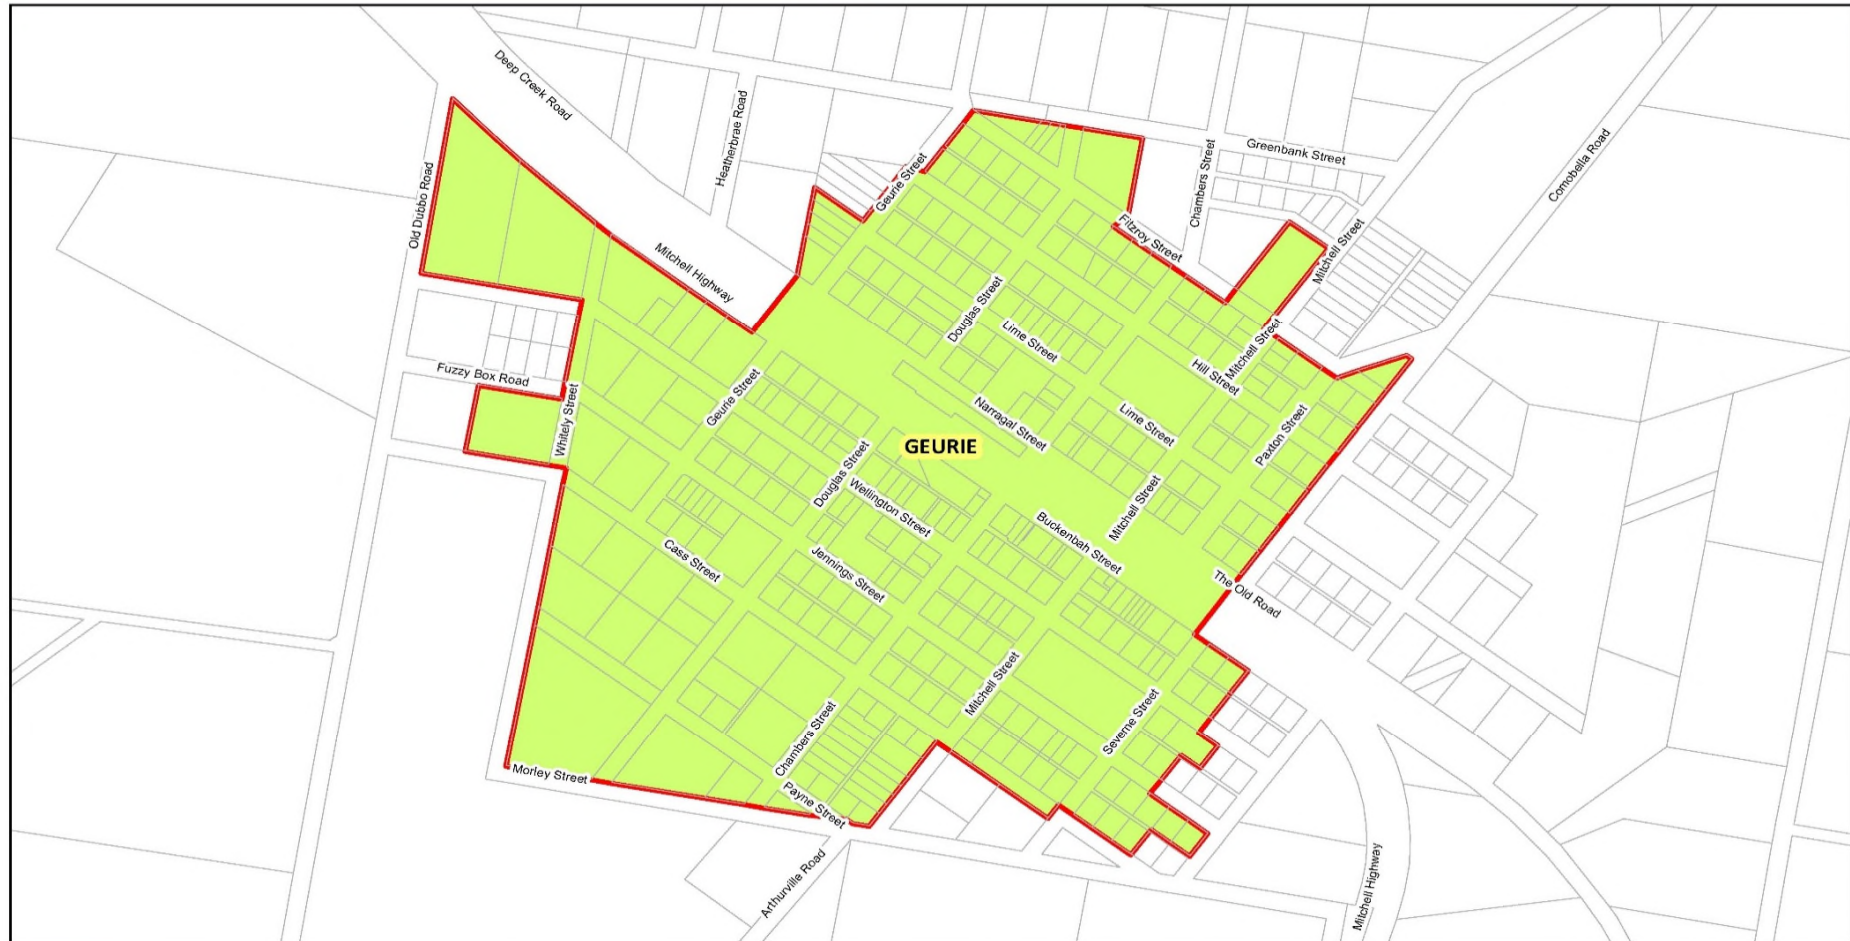 Deep Creek Road
Heatherbrae Road
Old Dubbo Road
Geurie Street
Greenbank Street
Chambers Street
Comobella Road
Fitzroy Street
Mitchell Street
Mitchell Highway
Douglas Street
Lime Street
Mitchell Street
Hill Street
Fuzzy Box Road
Whitely Street
Geurie Street
Narragal Street
Lime Street
Paxton Street
GEURIE
Douglas Street
Wellington Street
Mitchell Street
Buckenbah Street
Cass Street
Jennings Street
The Old Road
Mitchell Street
Severne Street
Chambers Street
Morley Street
Payne Street
Arthurville Road
Mitchell Highway